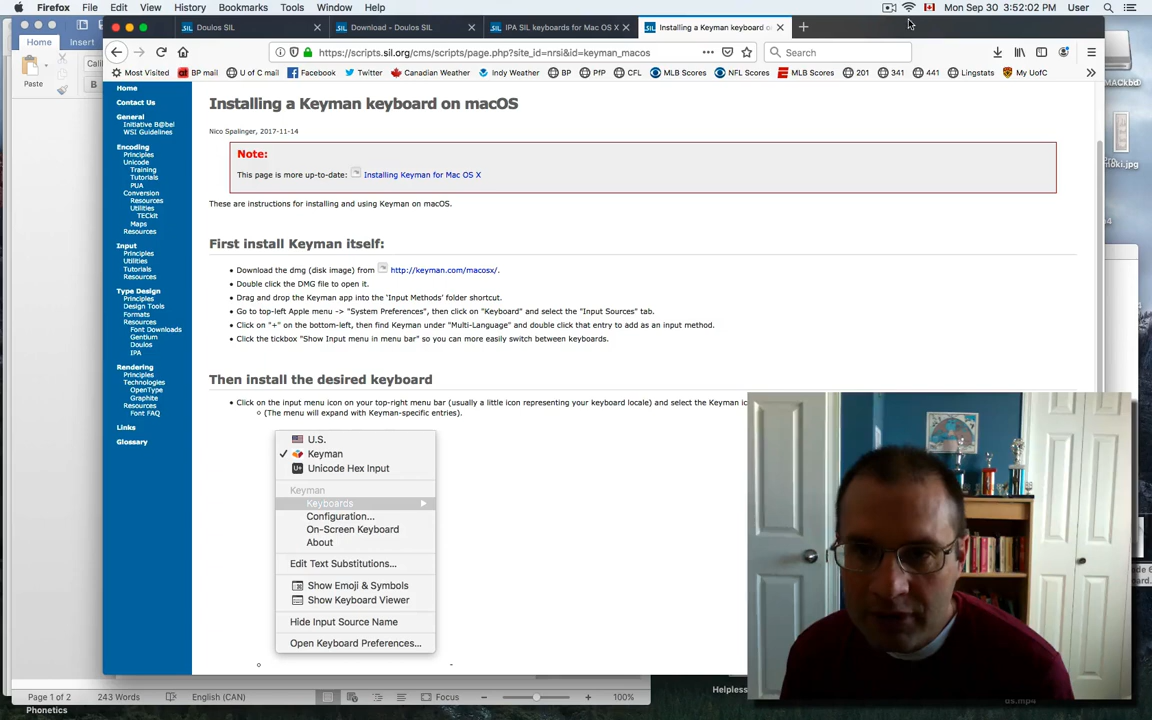 Firefox File Edit View History Bookmarks Tools Window Help Mon Sep 30 3:52:02 PM User
Doulos SIL Download - Doulos SIL IPA SIL keyboards for Mac OS X Installing a Keyman keyboard o
Home Insert
https://scripts.sil.org/cms/scripts/page.php?site_id=nrsi&id=keyman_macos Search
Paste
Most Visited BP mail U of C mail Facebook Twitter Canadian Weather Indy Weather BP PfP CFL MLB Scores NFL Scores MLB Scores 201 341 441 Lingstats My UofC
Home
Contact Us
General
Initiative B@bel
WSI Guidelines
Encoding
Principles
Unicode
Training
Tutorials
PUA
Conversion
Resources
Utilities
TECkit
Maps
Resources
Input
Principles
Utilities
Tutorials
Resources
Type Design
Principles
Design Tools
Formats
Resources
Font Downloads
Gentium
Doulos
IPA
Rendering
Principles
Technologies
OpenType
Graphite
Resources
Font FAQ
Links
Glossary
Installing a Keyman keyboard on macOS
Nico Spalinger, 2017-11-14
Note:
This page is more up-to-date: Installing Keyman for Mac OS X
These are instructions for installing and using Keyman on macOS.
First install Keyman itself:
• Download the dmg (disk image) from http://keyman.com/macosx/.
• Double click the DMG file to open it.
• Drag and drop the Keyman app into the 'Input Methods' folder shortcut.
• Go to top-left Apple menu -> "System Preferences", then click on "Keyboard" and select the "Input Sources" tab.
• Click on "+" on the bottom-left, then find Keyman under "Multi-Language" and double click that entry to add as an input method.
• Click the tickbox "Show Input menu in menu bar" so you can more easily switch between keyboards.
Then install the desired keyboard
• Click on the input menu icon on your top-right menu bar (usually a little icon representing your keyboard locale) and select the Keyman ic
(The menu will expand with Keyman-specific entries).
U.S.
Keyman
Unicode Hex Input
Keyman
Keyboards
Configuration...
On-Screen Keyboard
About
Edit Text Substitutions...
Show Emoji & Symbols
Show Keyboard Viewer
Hide Input Source Name
Open Keyboard Preferences...
Page 1 of 2 243 Words English (CAN) Focus 100%
Phonetics
Helpless
us.mp4